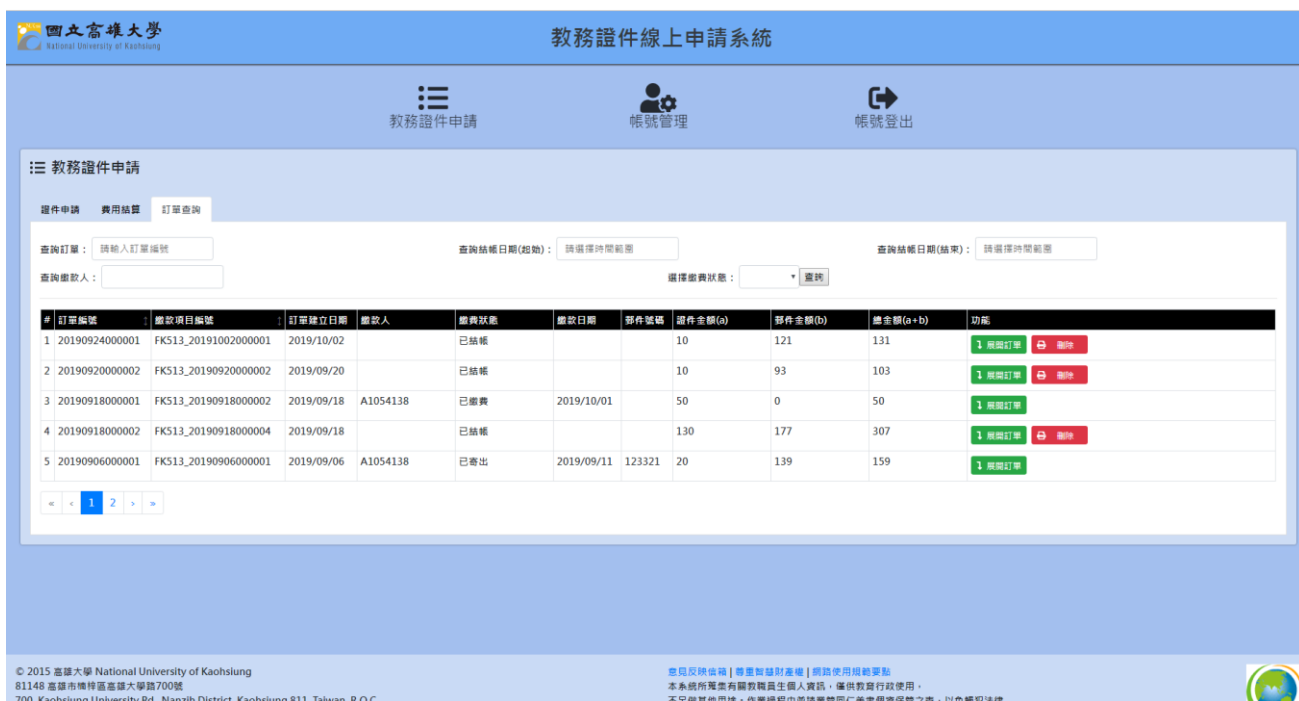 國立高雄大學
National University of Kaohsiung
教務證件線上申請系統
教務證件申請 帳號管理 帳號登出
教務證件申請
證件申請 費用結算 訂單查詢
查詢訂單： 請輸入訂單編號 查詢結帳日期(起始)： 請選擇時間範圍 查詢結帳日期(結束)： 請選擇時間範圍
查詢繳款人： 選擇繳費狀態： 查詢
# 訂單編號 繳款項目編號 訂單建立日期 繳款人 繳費狀態 繳款日期 郵件號碼 證件金額(a) 郵件金額(b) 總金額(a+b) 功能
1 20190924000001 FK513_20191002000001 2019/10/02 已結帳 10 121 131 展開訂單 刪除
2 20190920000002 FK513_20190920000002 2019/09/20 已結帳 10 93 103 展開訂單 刪除
3 20190918000001 FK513_20190918000002 2019/09/18 A1054138 已繳費 2019/10/01 50 0 50 展開訂單
4 20190918000002 FK513_20190918000004 2019/09/18 已結帳 130 177 307 展開訂單 刪除
5 20190906000001 FK513_20190906000001 2019/09/06 A1054138 已寄出 2019/09/11 123321 20 139 159 展開訂單
« ‹ 1 2 › »
© 2015 高雄大學 National University of Kaohsiung
81148 高雄市楠梓區高雄大學路700號
700, Kaohsiung University Rd., Nanzih District, Kaohsiung 811, Taiwan, R.O.C.
意見反映信箱 | 尊重智慧財產權 | 網路使用規範要點
本系統所蒐集有關教職員生個人資訊，僅供教育行政使用，